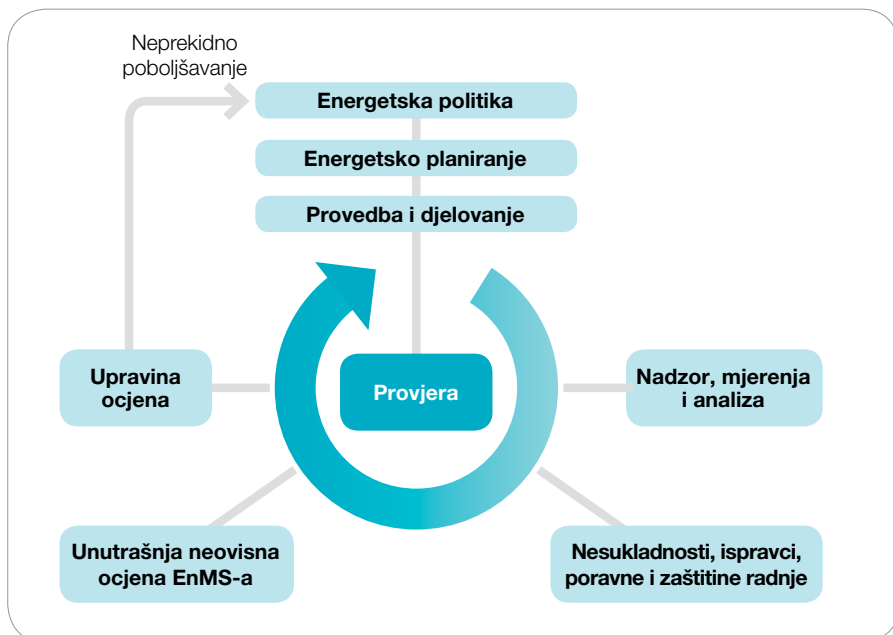 Neprekidno
poboljšavanje
Energetska politika
Energetsko planiranje
Provedba i djelovanje
Upravina
ocjena
Provjera
Nadzor, mjerenja
i analiza
Unutrašnja neovisna
ocjena EnMS-a
Nesukladnosti, ispravci,
poravne i zaštitine radnje